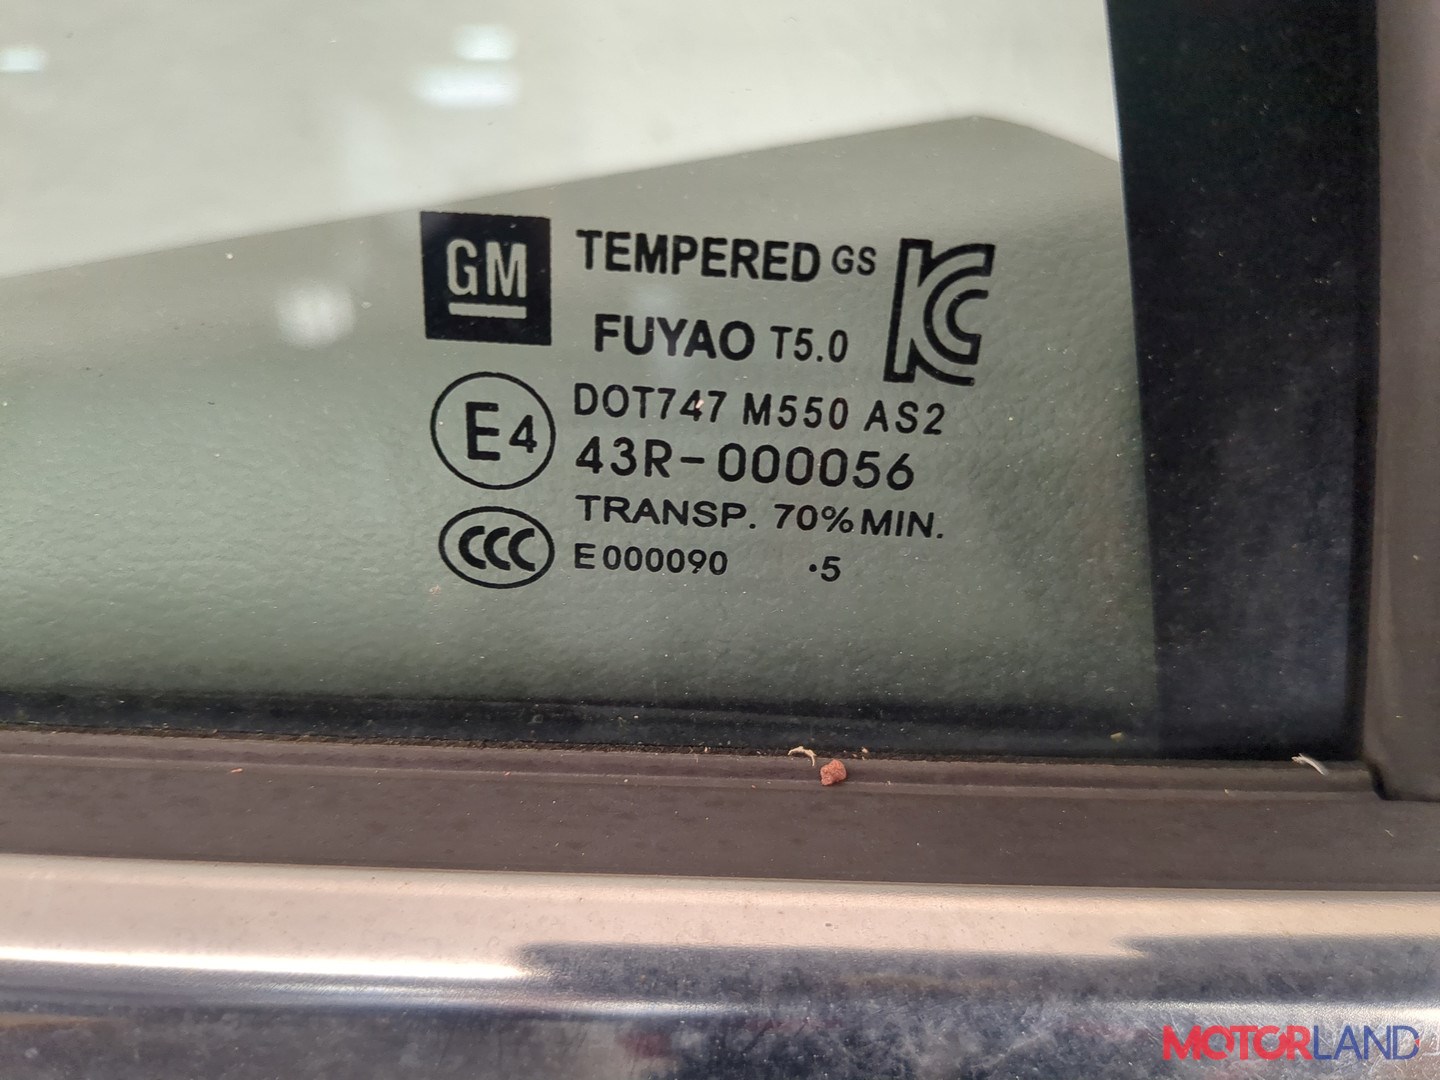 GM
TEMPERED GS
KC
FUYAO T5.0
E4
DOT747 M550 AS2
43R-000056
TRANSP. 70% MIN.
CCC
E000090 .5
MOTORLAND